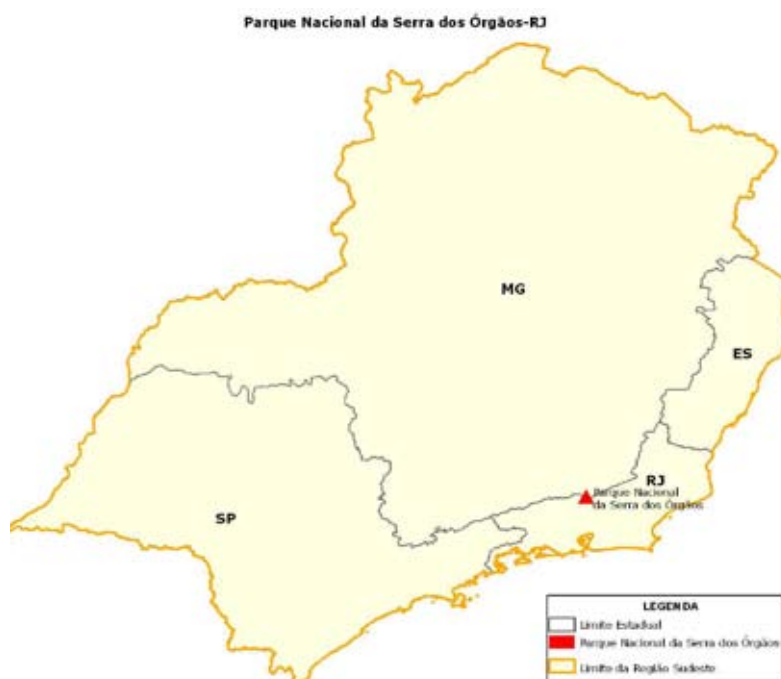 Parque Nacional da Serra dos Órgãos-RJ
MG
ES
RJ
Parque Nacional
da Serra dos Órgãos
SP
LEGENDA
Limite Estadual
Parque Nacional da Serra dos Órgãos
Limite da Região Sudeste